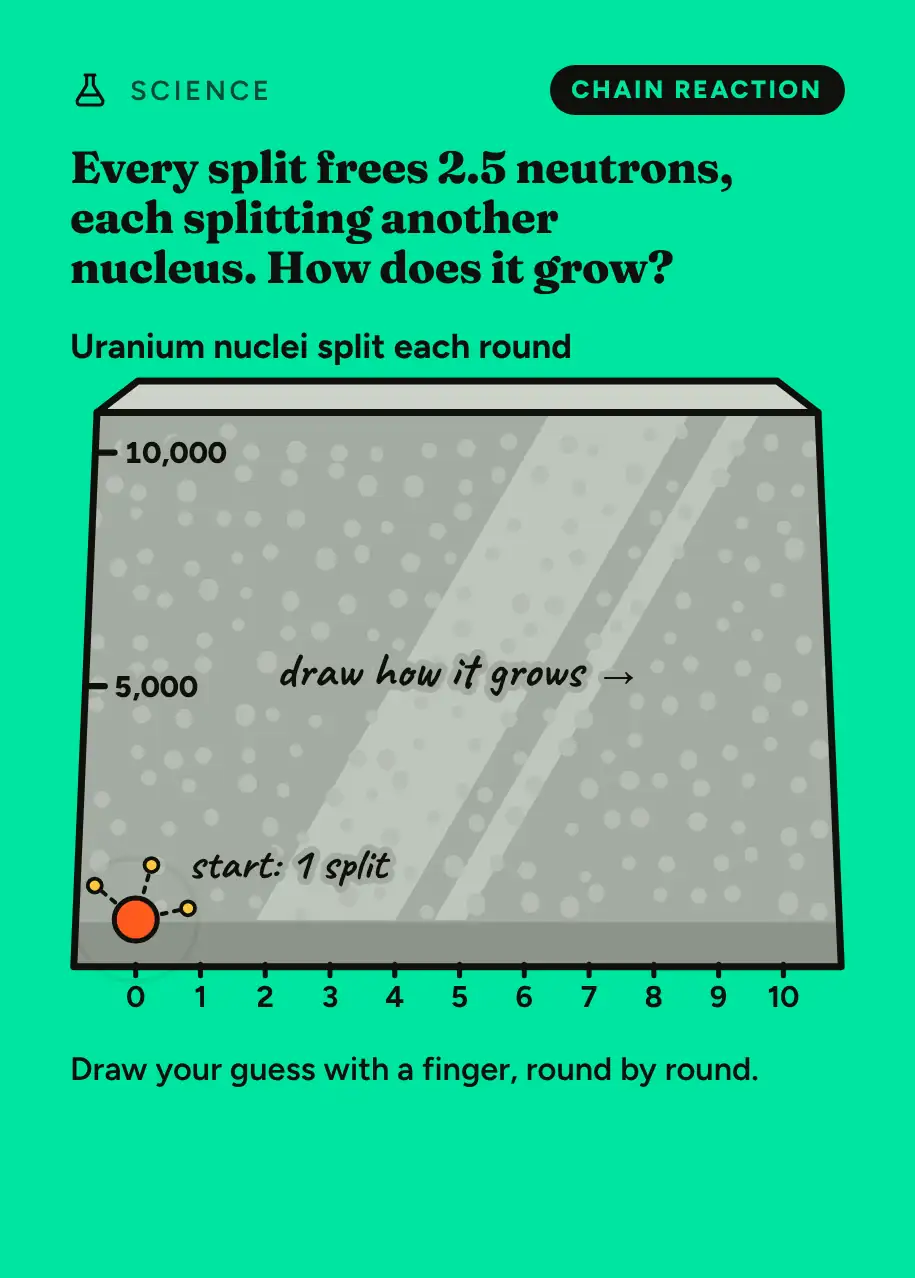 SCIENCE
CHAIN REACTION
Every split frees 2.5 neutrons,
each splitting another
nucleus. How does it grow?
Uranium nuclei split each round
10,000
draw how it grows →
5,000
start: 1 split
0 1 2 3 4 5 6 7 8 9 10
Draw your guess with a finger, round by round.